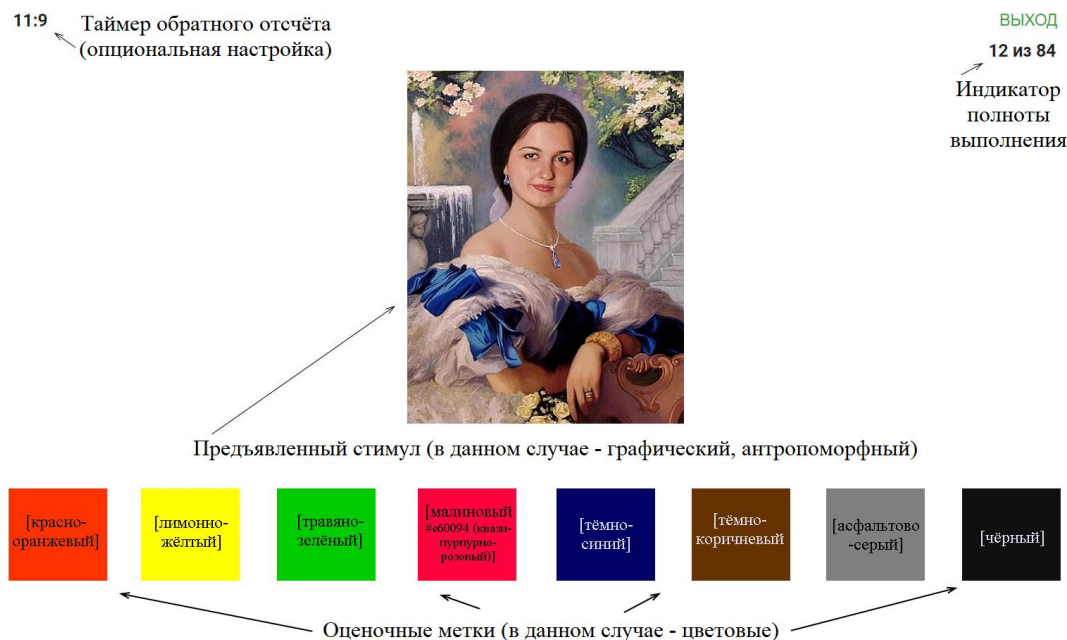 11:9
Таймер обратного отсчёта
(опциональная настройка)
ВЫХОД
12 из 84
Индикатор
полноты
выполнения
Предъявленный стимул (в данном случае - графический, антропоморфный)
[красно-
оранжевый]
[лимонно-
жёлтый]
[травяно-
зелёный]
[малиновый
#e60094 (квази-
пурпурно-
розовый)]
[тёмно-
синий]
[тёмно-
коричневый
[асфальтово
-серый]
[чёрный]
Оценочные метки (в данном случае - цветовые)